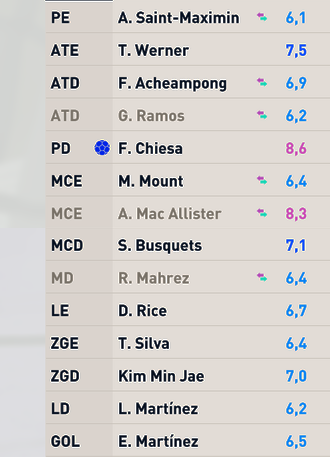 PE A. Saint-Maximin 6,1
ATE T. Werner 7,5
ATD F. Acheampong 6,9
ATD G. Ramos 6,2
PD F. Chiesa 8,6
MCE M. Mount 6,4
MCE A. Mac Allister 8,3
MCD S. Busquets 7,1
MD R. Mahrez 6,4
LE D. Rice 6,7
ZGE T. Silva 6,4
ZGD Kim Min Jae 7,0
LD L. Martínez 6,2
GOL E. Martínez 6,5